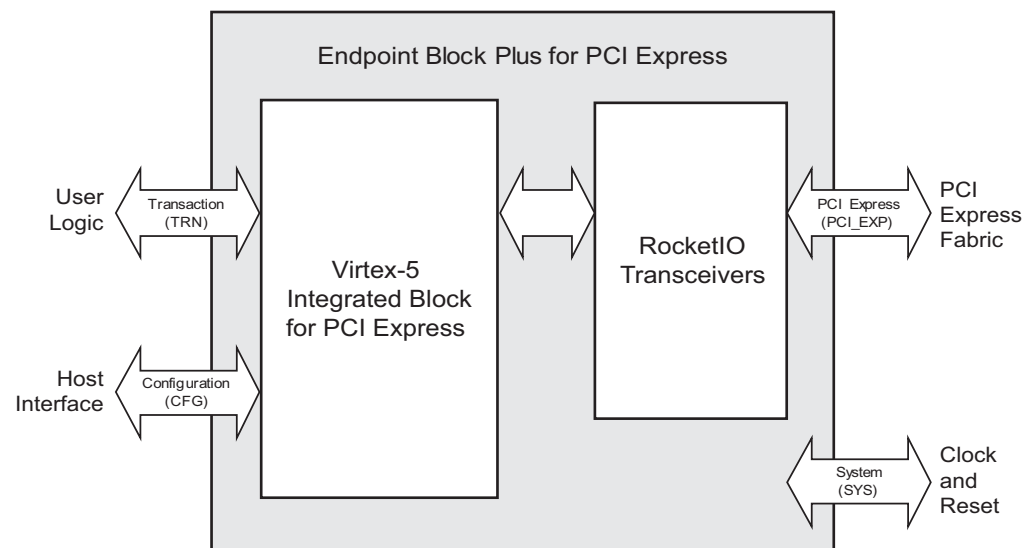 Endpoint Block Plus for PCI Express
User
Logic
Transaction
(TRN)
Virtex-5
Integrated Block
for PCI Express
RocketIO
Transceivers
PCI Express
(PCI_EXP)
PCI
Express
Fabric
Host
Interface
Configuration
(CFG)
System
(SYS)
Clock
and
Reset